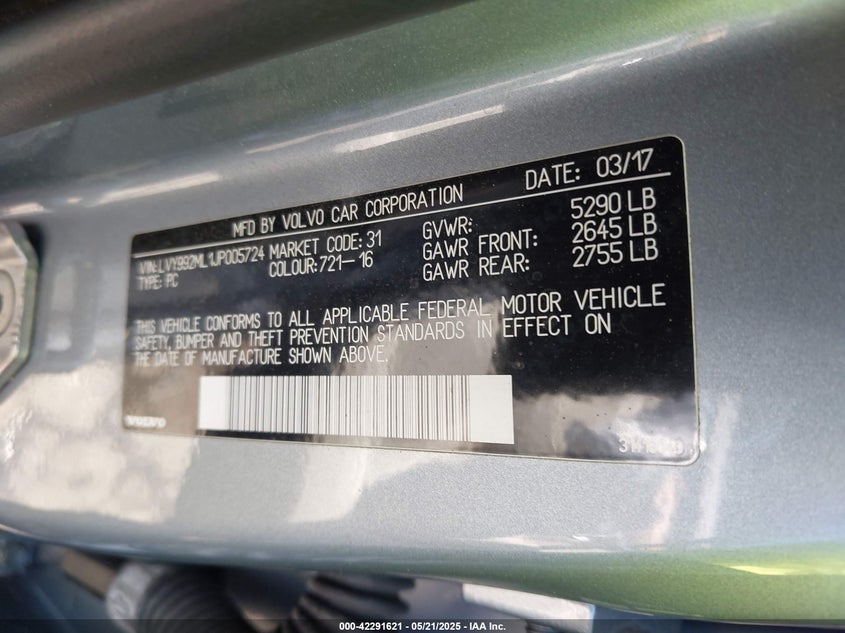 MFD BY VOLVO CAR CORPORATION DATE: 03/17
VIN:LVY992ML1JP005724 MARKET CODE: 31 GVWR: 5290 LB
TYPE: PC COLOUR:721-16 GAWR FRONT: 2645 LB
GAWR REAR: 2755 LB
THIS VEHICLE CONFORMS TO ALL APPLICABLE FEDERAL MOTOR VEHICLE
SAFETY, BUMPER AND THEFT PREVENTION STANDARDS IN EFFECT ON
THE DATE OF MANUFACTURE SHOWN ABOVE.
VOLVO
000-42291621 - 05/21/2025 - IAA Inc.